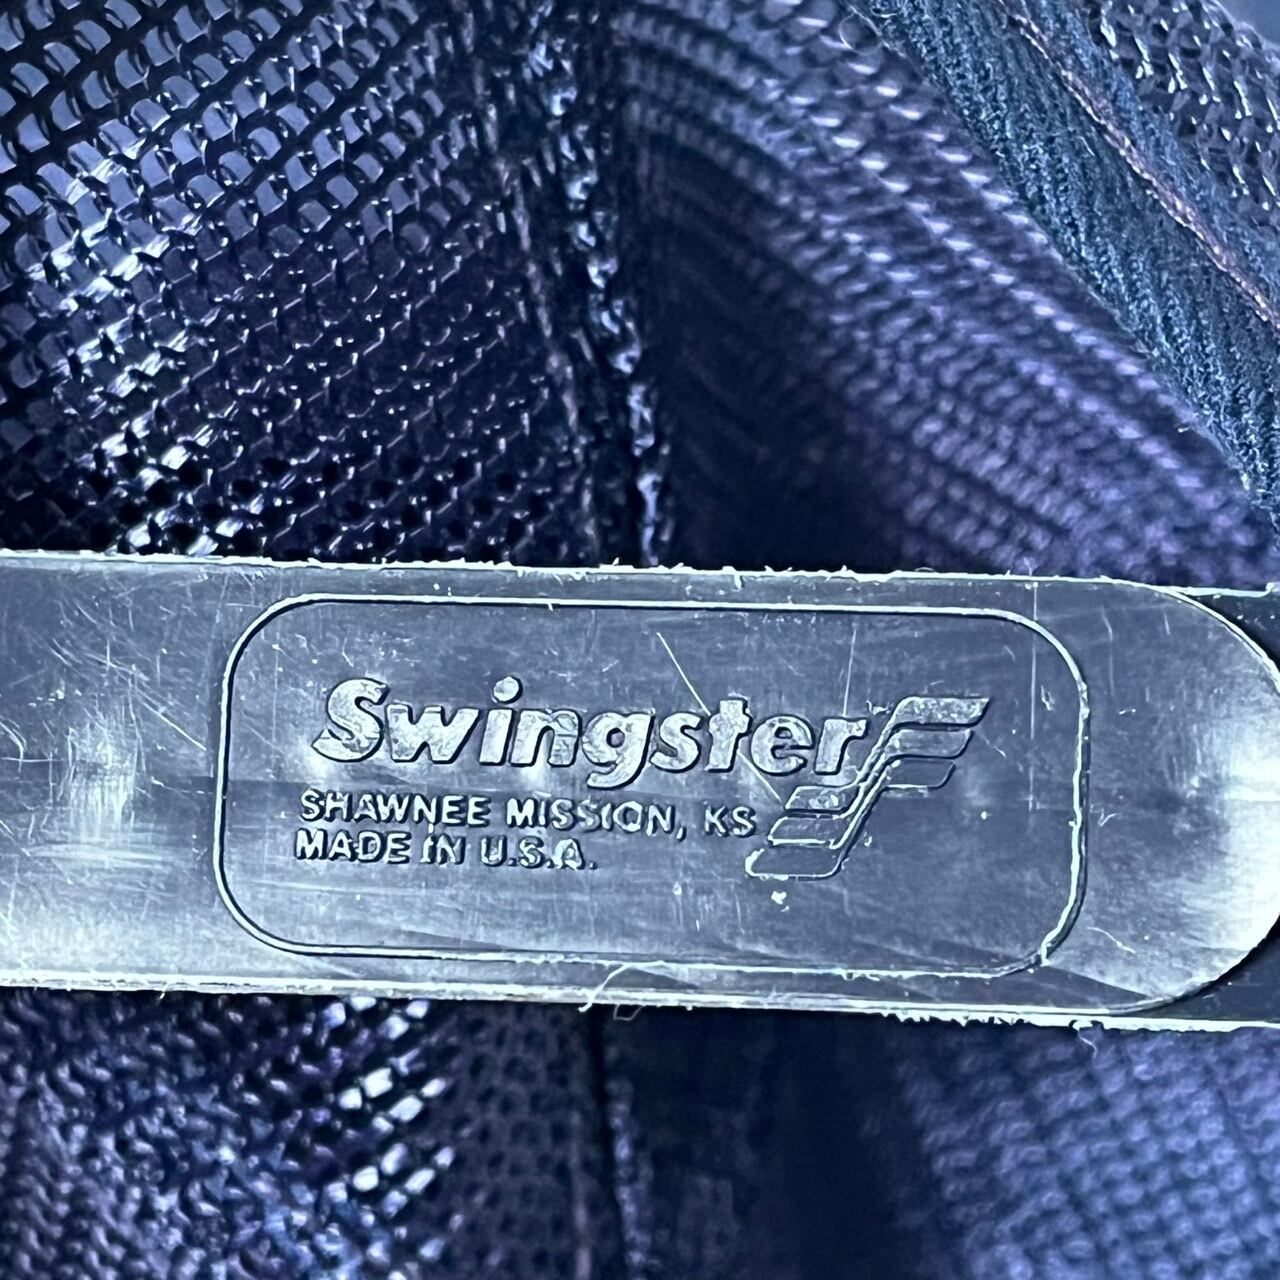 Swingster
SHAWNEE MISSION, KS
MADE IN U.S.A.